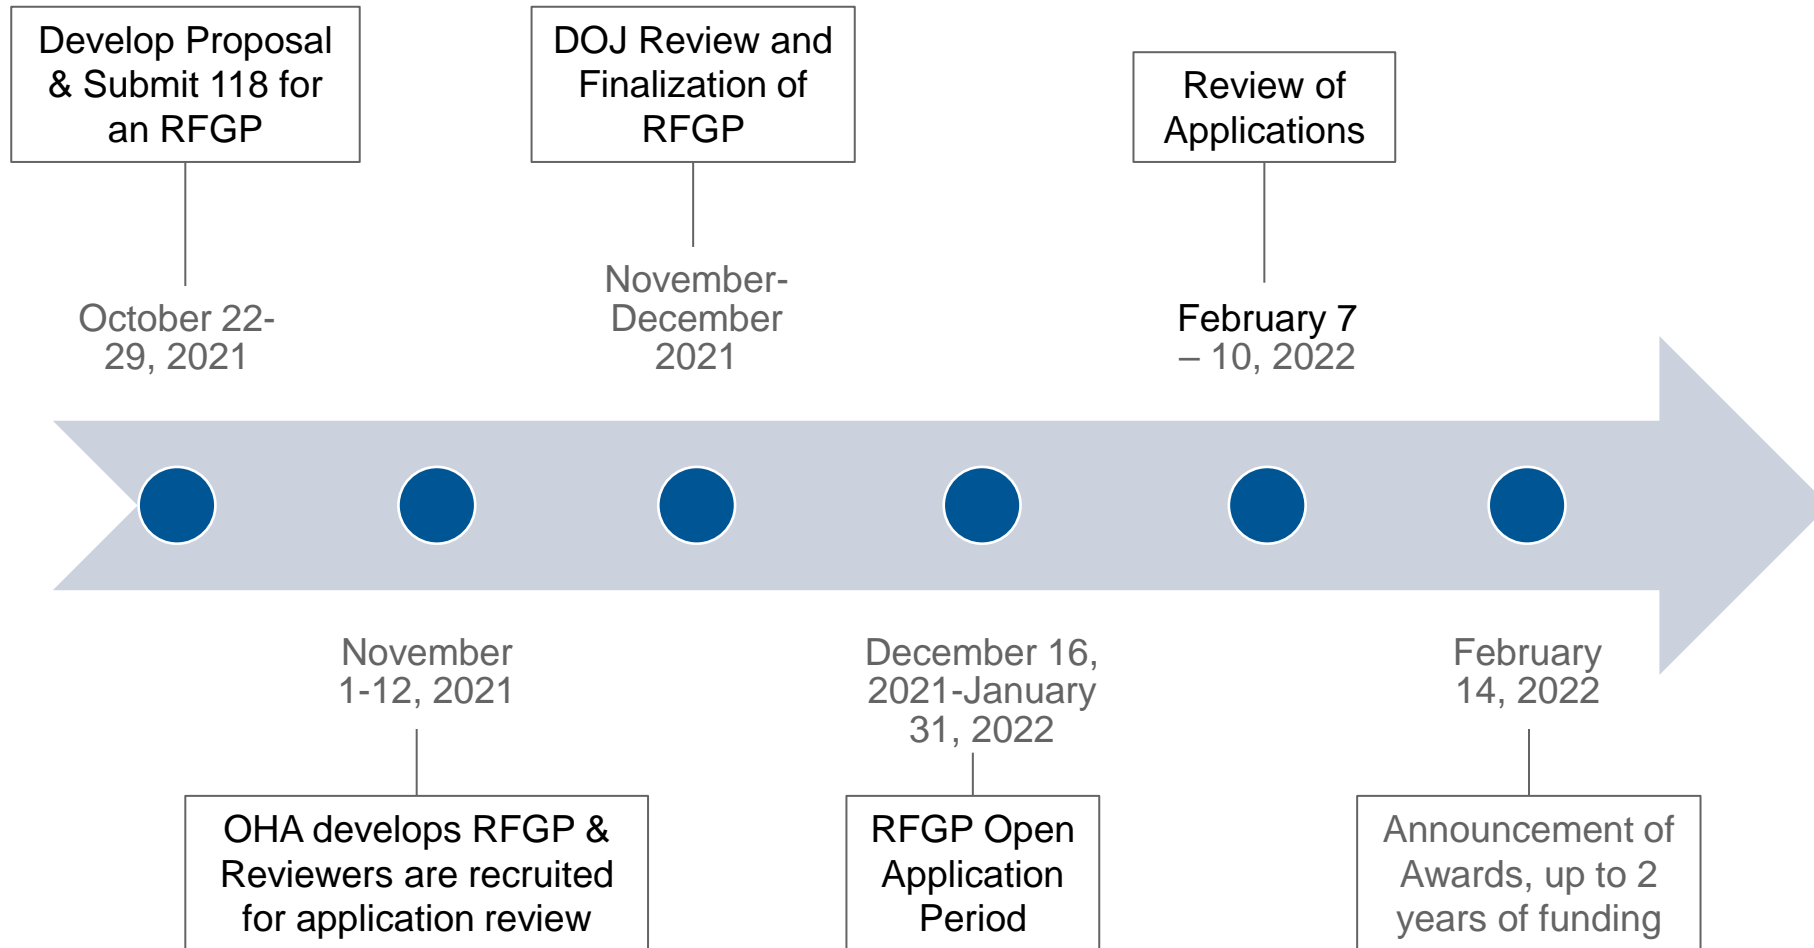 Develop Proposal
& Submit 118 for
an RFGP
October 22-
29, 2021
DOJ Review and
Finalization of
RFGP
November-
December
2021
Review of
Applications
February 7
– 10, 2022
November
1-12, 2021
OHA develops RFGP &
Reviewers are recruited
for application review
December 16,
2021-January
31, 2022
RFGP Open
Application
Period
February
14, 2022
Announcement of
Awards, up to 2
years of funding